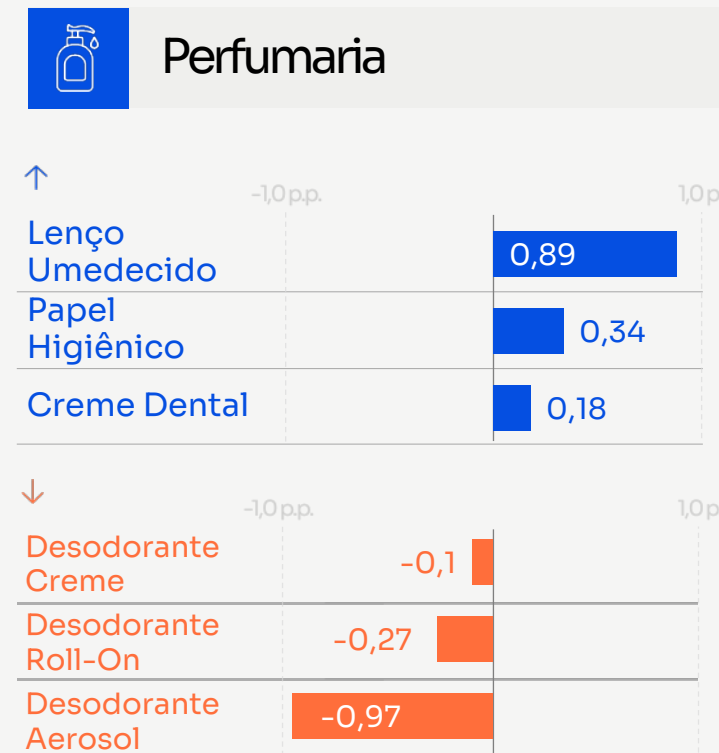 Perfumaria
↑
-1,0 p.p.
1,0 p
Lenço
Umedecido
0,89
Papel
Higiênico
0,34
Creme Dental
0,18
↓
-1,0 p.p.
1,0 p
Desodorante
Creme
-0,1
Desodorante
Roll-On
-0,27
Desodorante
Aerosol
-0,97